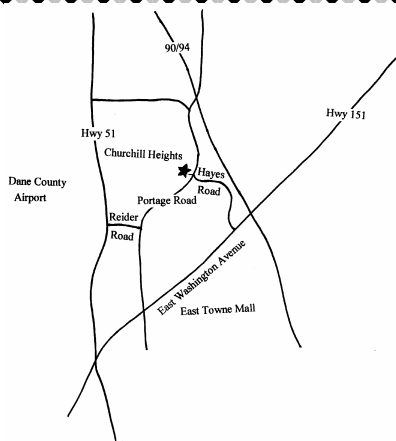 90/94
Hwy 151
Hwy 51
Churchill Heights
Hayes
Road
Dane County
Airport
Portage Road
Reider
Road
East Washington Avenue
East Towne Mall